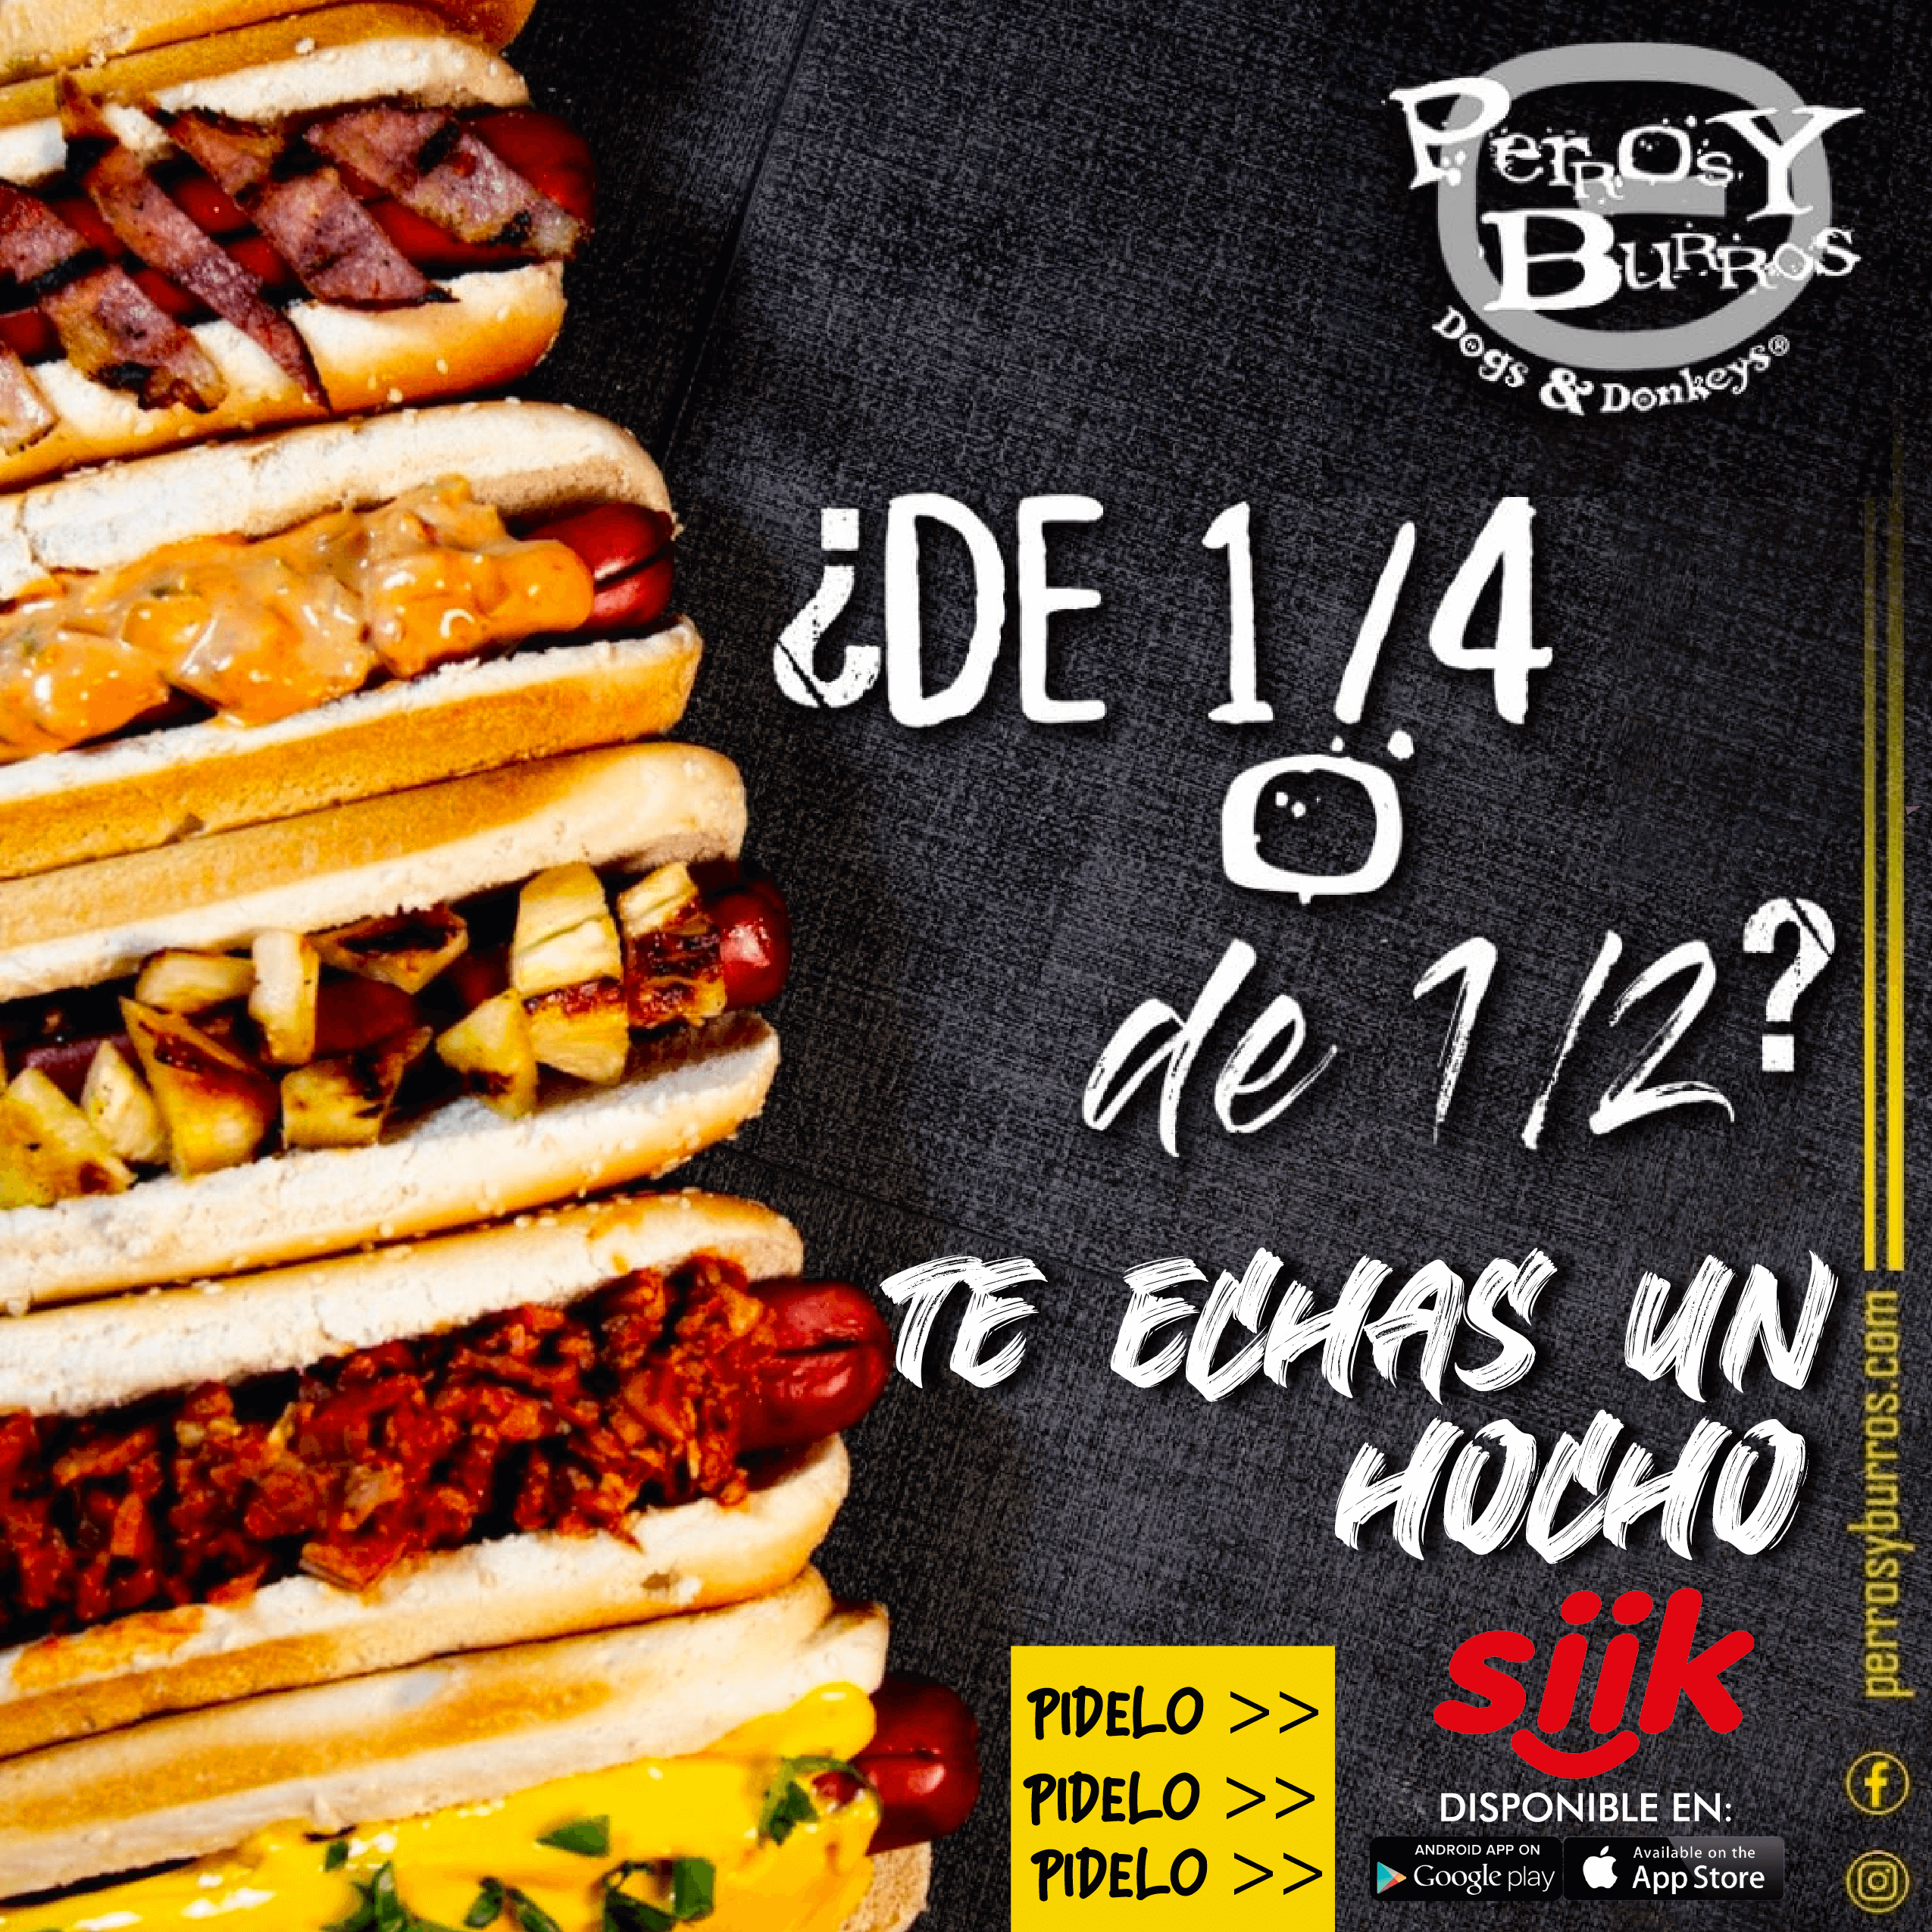 Perros Y
Burros
Dogs & Donkeys®
¿DE 1/4
O
de 1/2?
TE ECHAS UN
HOCHO
perrosyburros.com
siik
PIDELO >>
PIDELO >>
PIDELO >>
DISPONIBLE EN:
ANDROID APP ON
Google play
Available on the
App Store